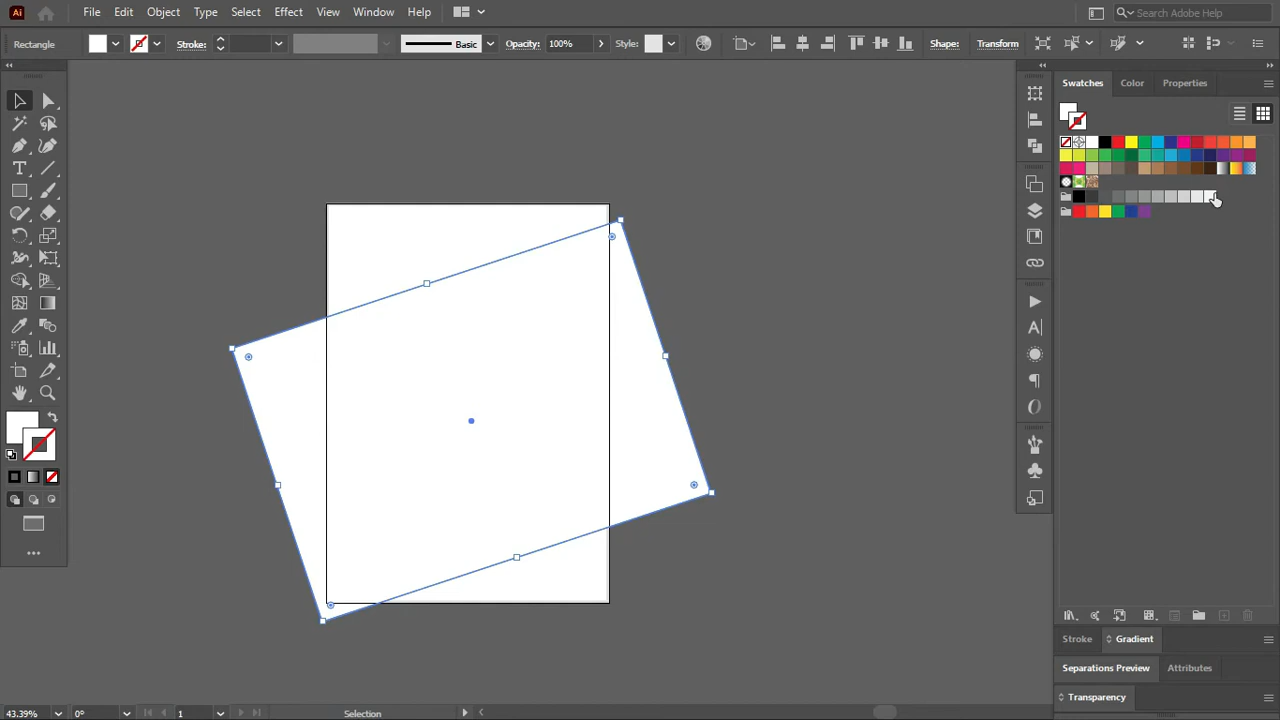 Ai File Edit Object Type Select Effect View Window Help Search Adobe Help
Rectangle Stroke: Basic Opacity: 100% Style: Shape: Transform
Swatches Color Properties
Stroke Gradient
Separations Preview Attributes
Transparency
43.39% 0° 1 Selection